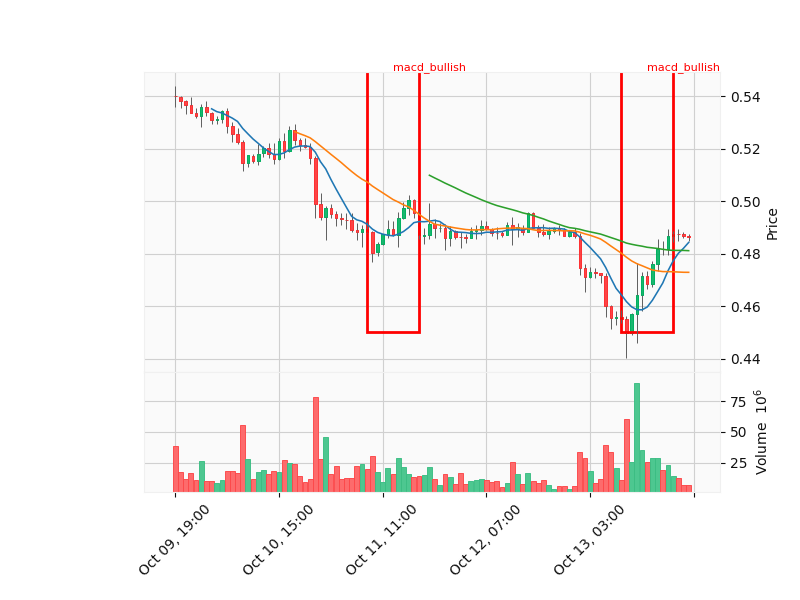 macd_bullish macd_bullish
0.54
0.52
0.50
0.48
0.46
0.44
Price
75
50
25
Volume 10^6
Oct 09, 19:00
Oct 10, 15:00
Oct 11, 11:00
Oct 12, 07:00
Oct 13, 03:00